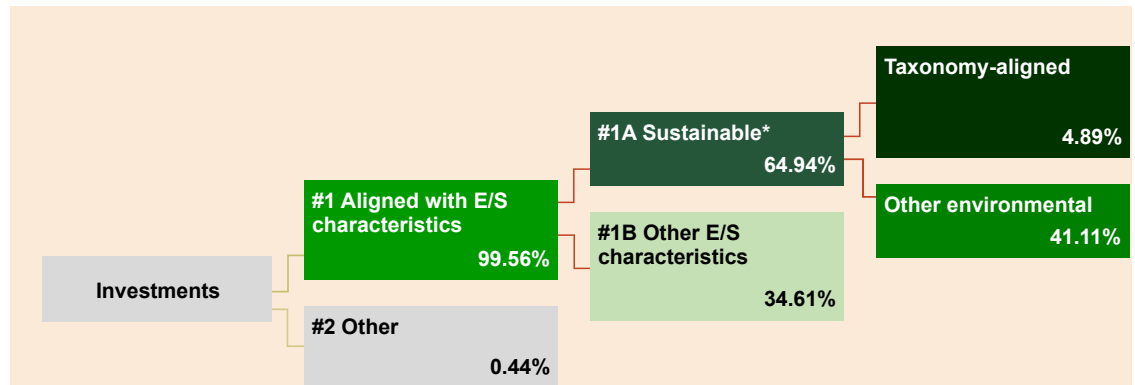 Investments
#1 Aligned with E/S
characteristics
99.56%
#2 Other
0.44%
#1A Sustainable*
64.94%
#1B Other E/S
characteristics
34.61%
Taxonomy-aligned
4.89%
Other environmental
41.11%